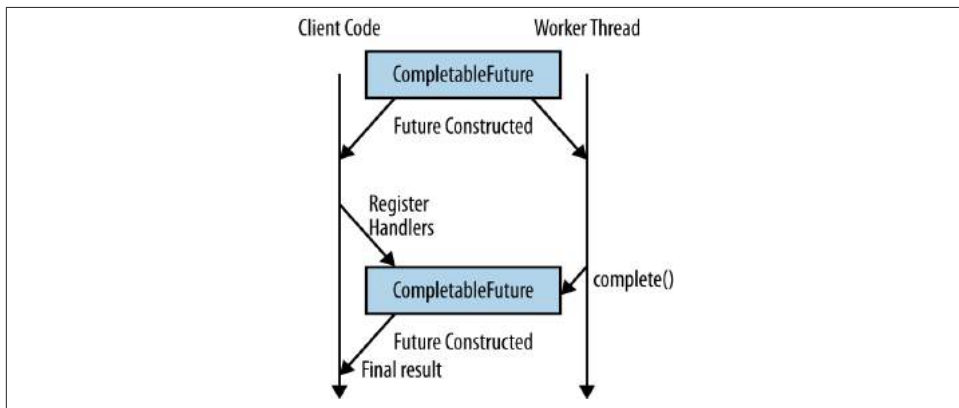 Client Code
Worker Thread
CompletableFuture
Future Constructed
Register
Handlers
CompletableFuture
complete()
Future Constructed
Final result